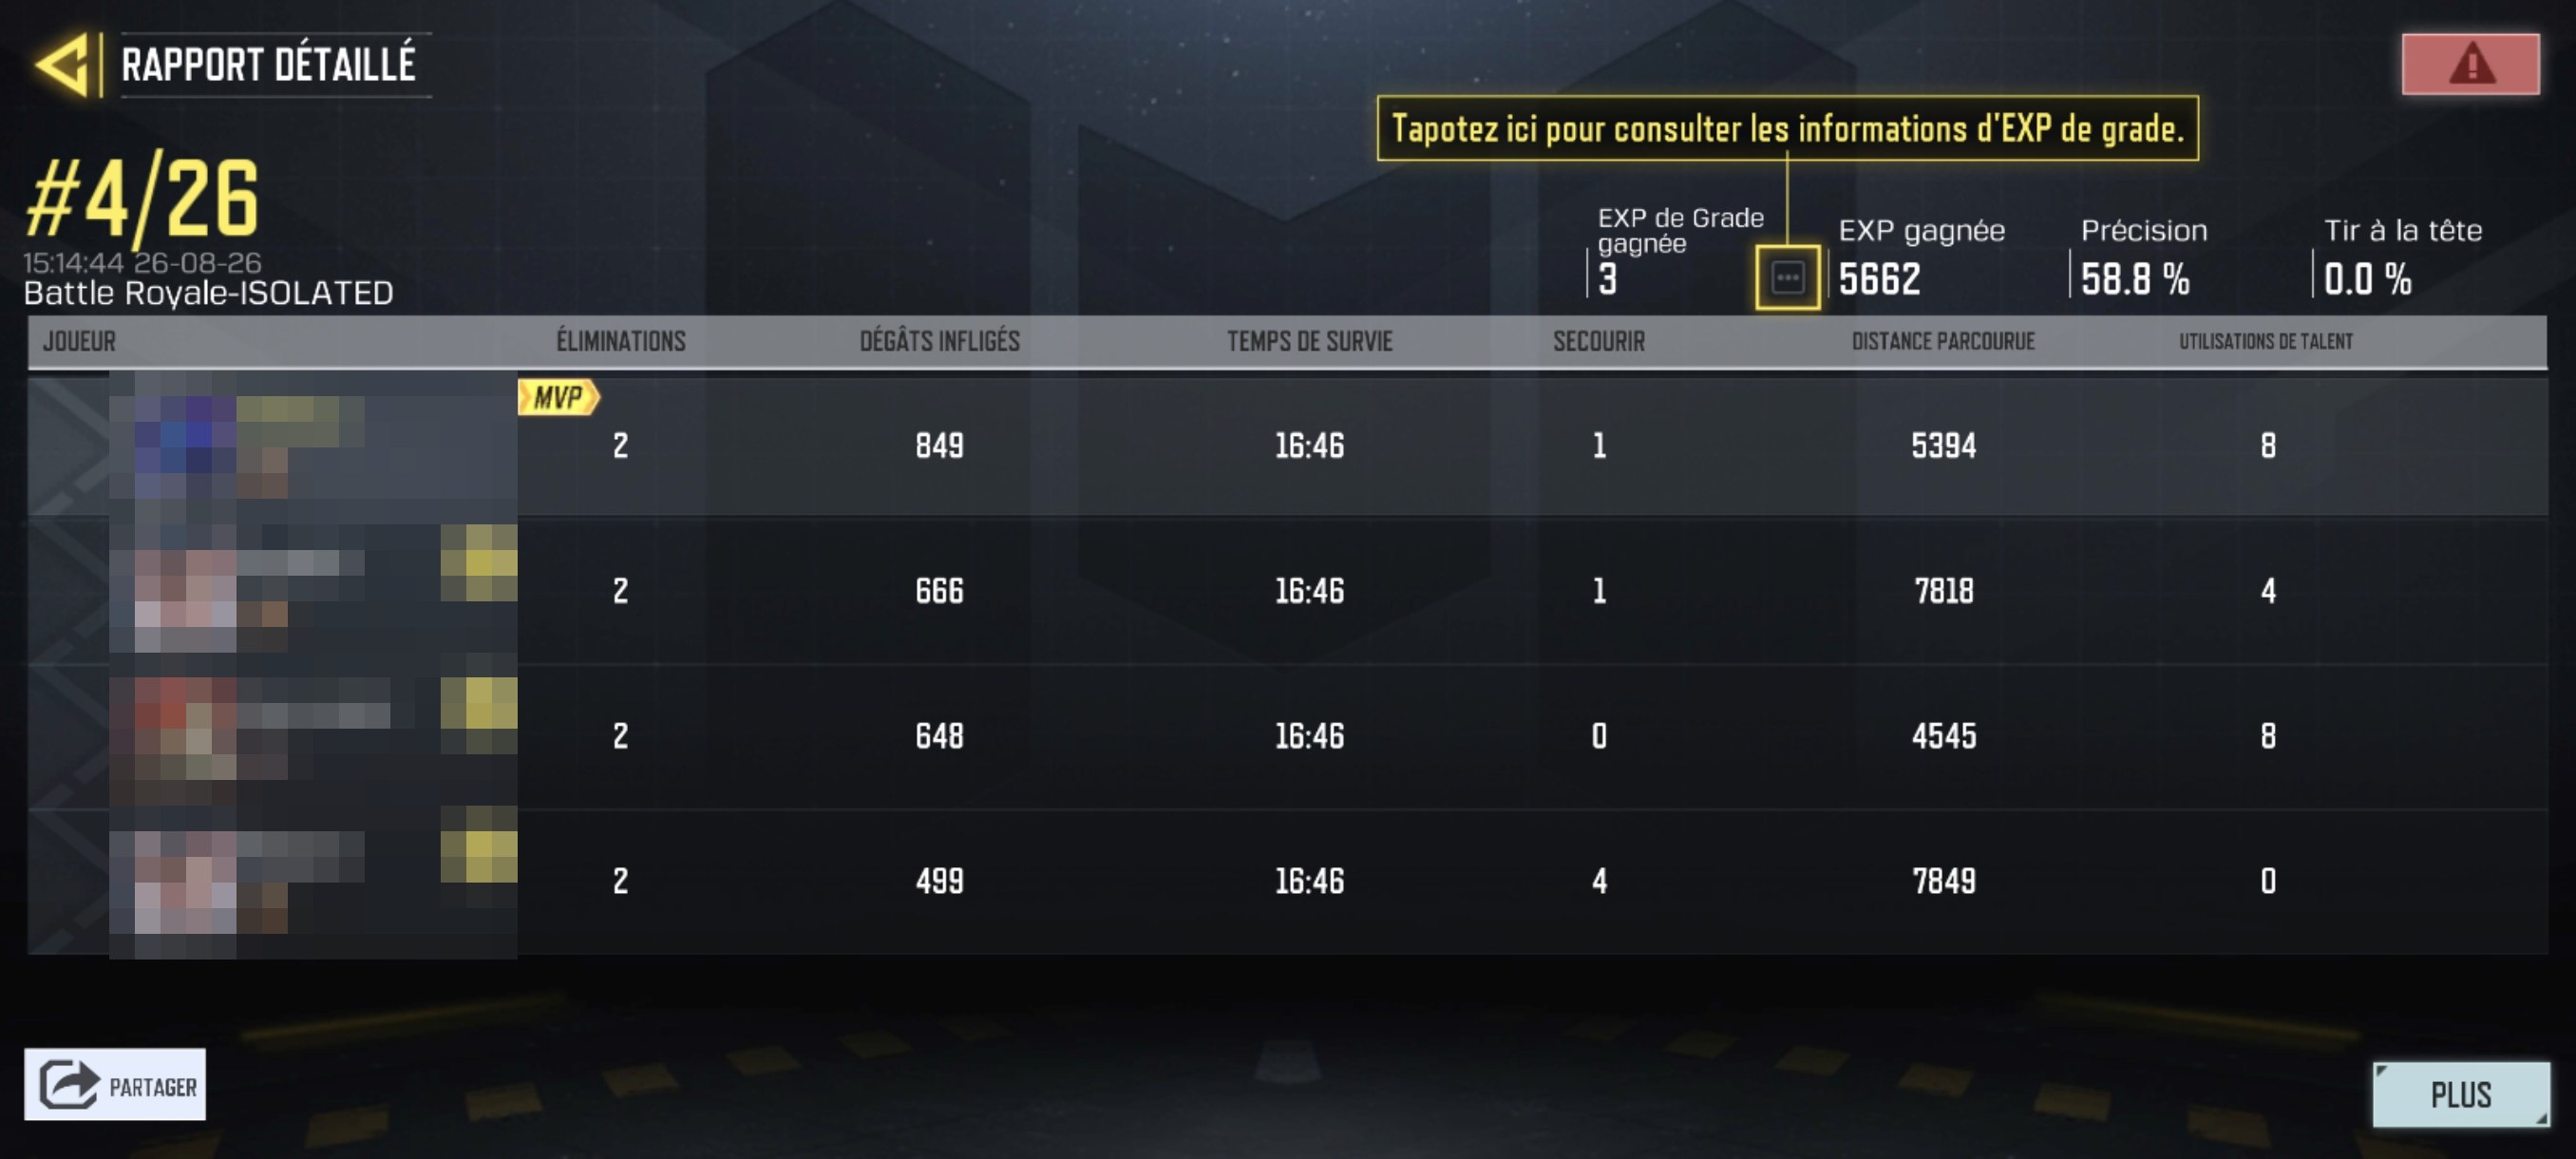 RAPPORT DÉTAILLÉ
Tapotez ici pour consulter les informations d'EXP de grade.
#4/26
15:14:44 26-08-26
Battle Royale-ISOLATED
EXP de Grade
gagnée
3
EXP gagnée
5662
Précision
58.8 %
Tir à la tête
0.0 %
JOUEUR ÉLIMINATIONS DÉGÂTS INFLIGÉS TEMPS DE SURVIE SECOURIR DISTANCE PARCOURUE UTILISATIONS DE TALENT
MVP
2 849 16:46 1 5394 8
2 666 16:46 1 7818 4
2 648 16:46 0 4545 8
2 499 16:46 4 7849 0
PARTAGER
PLUS